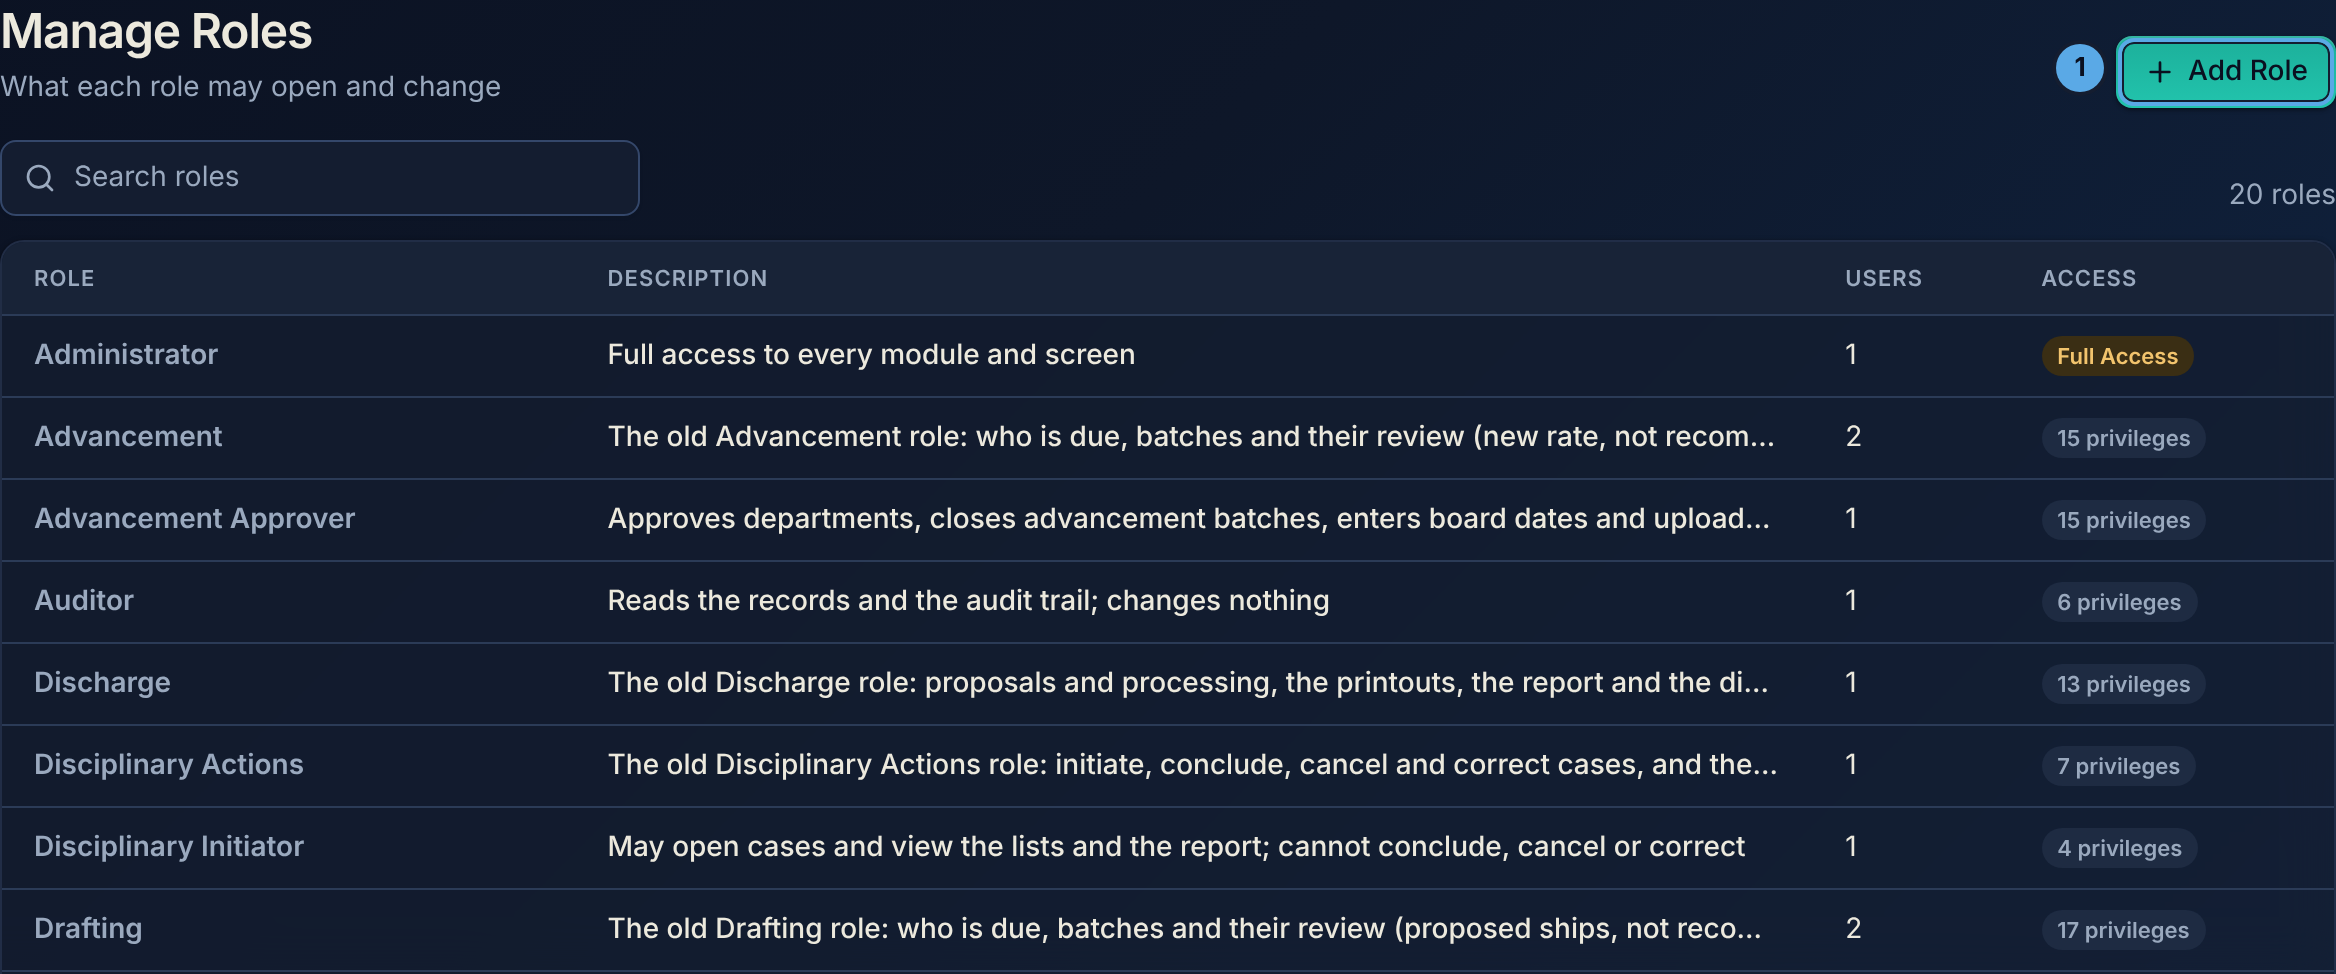 Manage Roles
What each role may open and change
1
+ Add Role
Search roles
20 roles
ROLE DESCRIPTION USERS ACCESS
Administrator Full access to every module and screen 1 Full Access
Advancement The old Advancement role: who is due, batches and their review (new rate, not recom... 2 15 privileges
Advancement Approver Approves departments, closes advancement batches, enters board dates and upload... 1 15 privileges
Auditor Reads the records and the audit trail; changes nothing 1 6 privileges
Discharge The old Discharge role: proposals and processing, the printouts, the report and the di... 1 13 privileges
Disciplinary Actions The old Disciplinary Actions role: initiate, conclude, cancel and correct cases, and the... 1 7 privileges
Disciplinary Initiator May open cases and view the lists and the report; cannot conclude, cancel or correct 1 4 privileges
Drafting The old Drafting role: who is due, batches and their review (proposed ships, not reco... 2 17 privileges